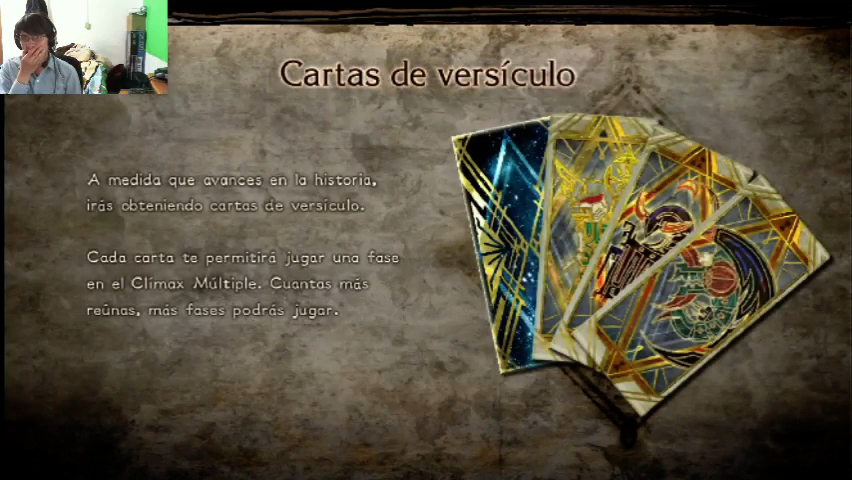 Cartas de versículo
A medida que avances en la historia,
irás obteniendo cartas de versículo.
Cada carta te permitirá jugar una fase
en el Clímax Múltiple. Cuantas más
reúnas, más fases podrás jugar.